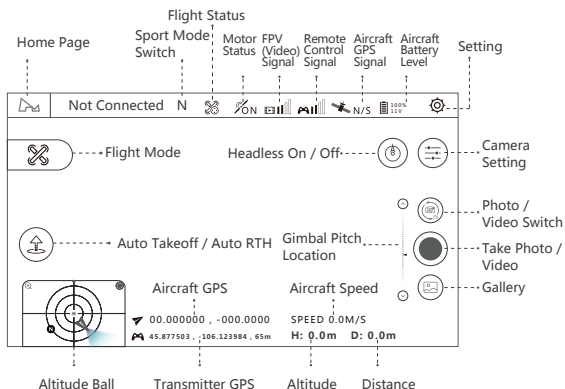 Flight Status
Home Page
Sport Mode
Switch
Motor
Status
FPV
(Video)
Signal
Remote
Control
Signal
Aircraft
GPS
Signal
Aircraft
Battery
Level
Setting
Not Connected N ON N/S 100%
11V
Flight Mode
Headless On / Off
Camera
Setting
Photo /
Video Switch
Auto Takeoff / Auto RTH
Gimbal Pitch
Location
Take Photo /
Video
Gallery
Aircraft GPS
Aircraft Speed
00.000000 , -000.0000
SPEED 0.0M/S
45.877503 , -106.123984 , 65m
H: 0.0m D: 0.0m
Altitude Ball
Transmitter GPS
Altitude
Distance